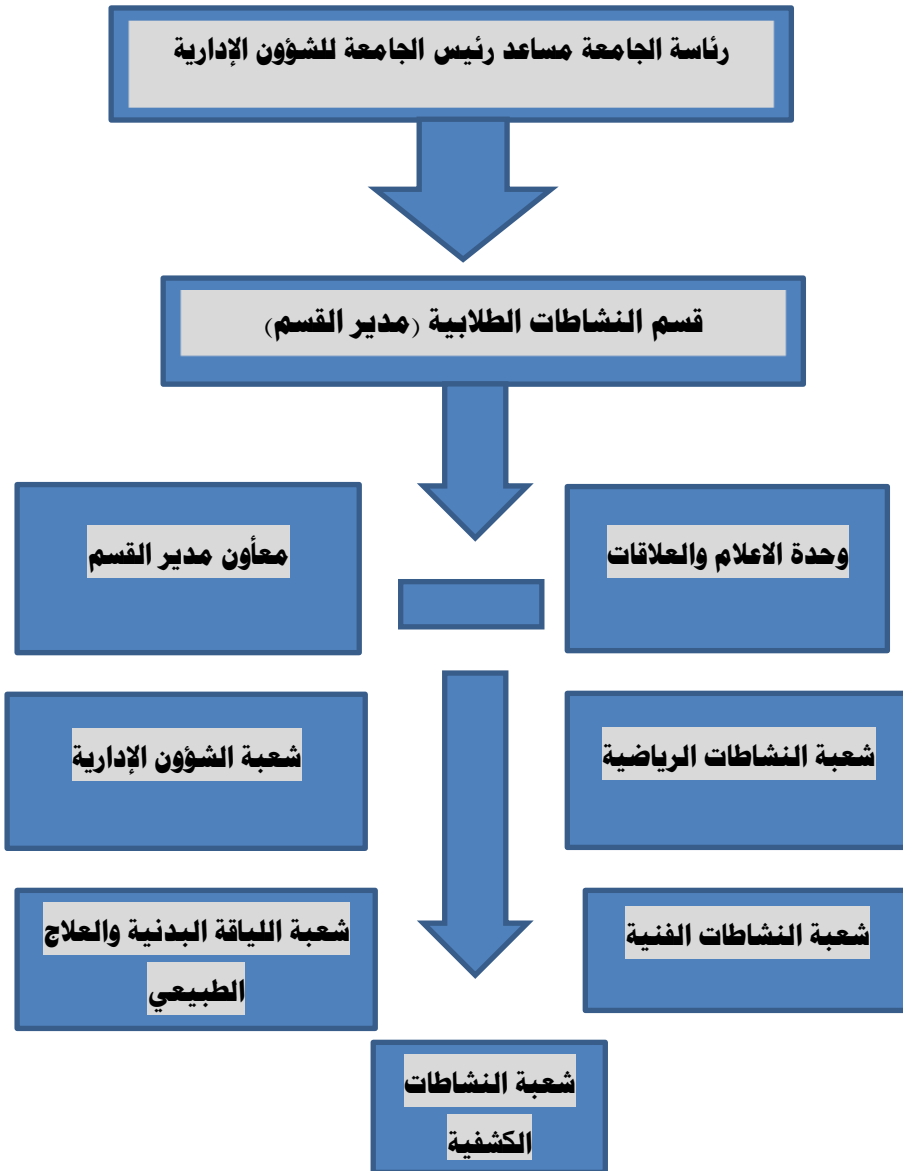 رئاسة الجامعة مساعد رئيس الجامعة للشؤون الإدارية
قسم النشاطات الطلابية (مدير القسم)
وحدة الاعلام والعلاقات
معأون مدير القسم
شعبة النشاطات الرياضية
شعبة الشؤون الإدارية
شعبة النشاطات الفنية
شعبة اللياقة البدنية والعلاج
الطبيعي
شعبة النشاطات
الكشفية